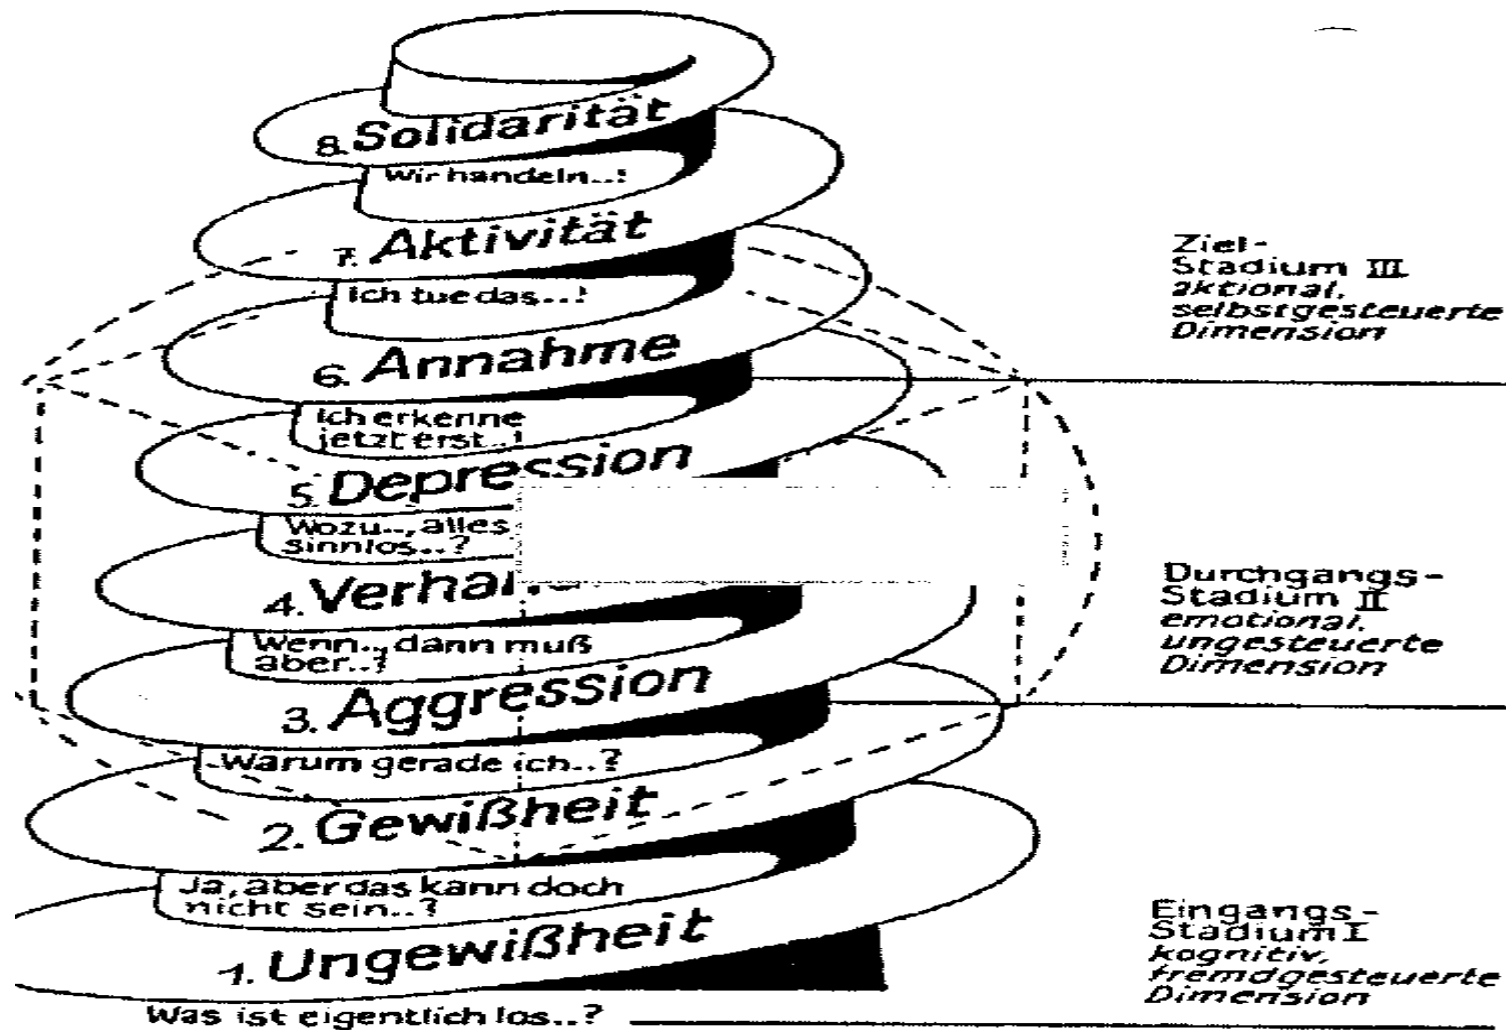 8. Solidarität
Wir handeln..!
7. Aktivität
Ich tue das..!
6. Annahme
Ich erkenne
jetzt erst..!
5. Depression
Wozu.., alles
sinnlos..?
4. Verhan
Wenn.., dann muß
aber..?
3. Aggression
Warum gerade ich..?
2. Gewißheit
Ja, aber das kann doch
nicht sein..?
1. Ungewißheit
Was ist eigentlich los..?
Ziel-
Stadium III
aktional,
selbstgesteuerte
Dimension
Durchgangs-
Stadium II
emotional,
ungesteuerte
Dimension
Eingangs-
Stadium I
kognitiv,
fremdgesteuerte
Dimension